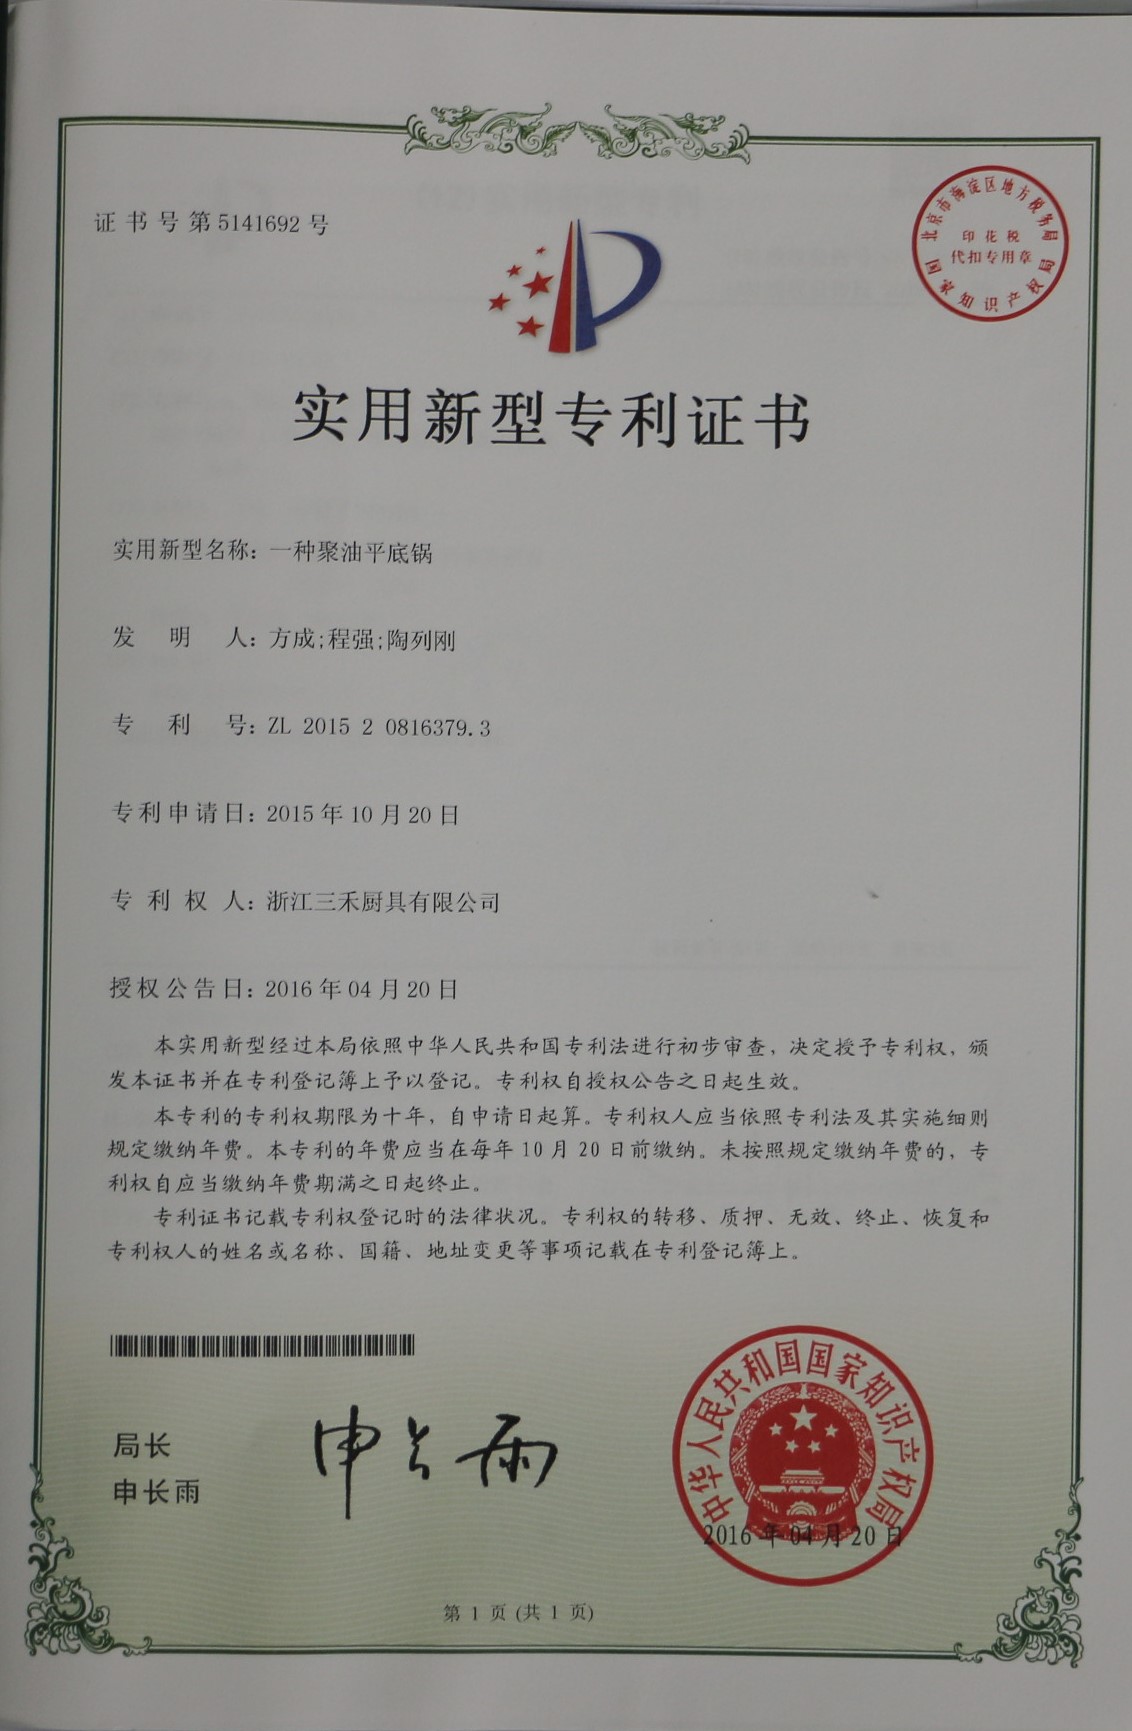 证书号第5141692号
北京市海淀区地方税务局
印花税
代扣专用章
国家知识产权局
实用新型专利证书
实用新型名称：一种聚油平底锅
发明人：方成;程强;陶列刚
专利号：ZL 2015 2 0816379.3
专利申请日：2015年10月20日
专利权人：浙江三禾厨具有限公司
授权公告日：2016年04月20日
本实用新型经过本局依照中华人民共和国专利法进行初步审查，决定授予专利权，颁
发本证书并在专利登记簿上予以登记。专利权自授权公告之日起生效。
本专利的专利权期限为十年，自申请日起算。专利权人应当依照专利法及其实施细则
规定缴纳年费。本专利的年费应当在每年10月20日前缴纳。未按照规定缴纳年费的，专
利权自应当缴纳年费期满之日起终止。
专利证书记载专利权登记时的法律状况。专利权的转移、质押、无效、终止、恢复和
专利权人的姓名或名称、国籍、地址变更等事项记载在专利登记簿上。
局长
申长雨
申长雨
中华人民共和国国家知识产权局
2016年04月20日
第1页(共1页)